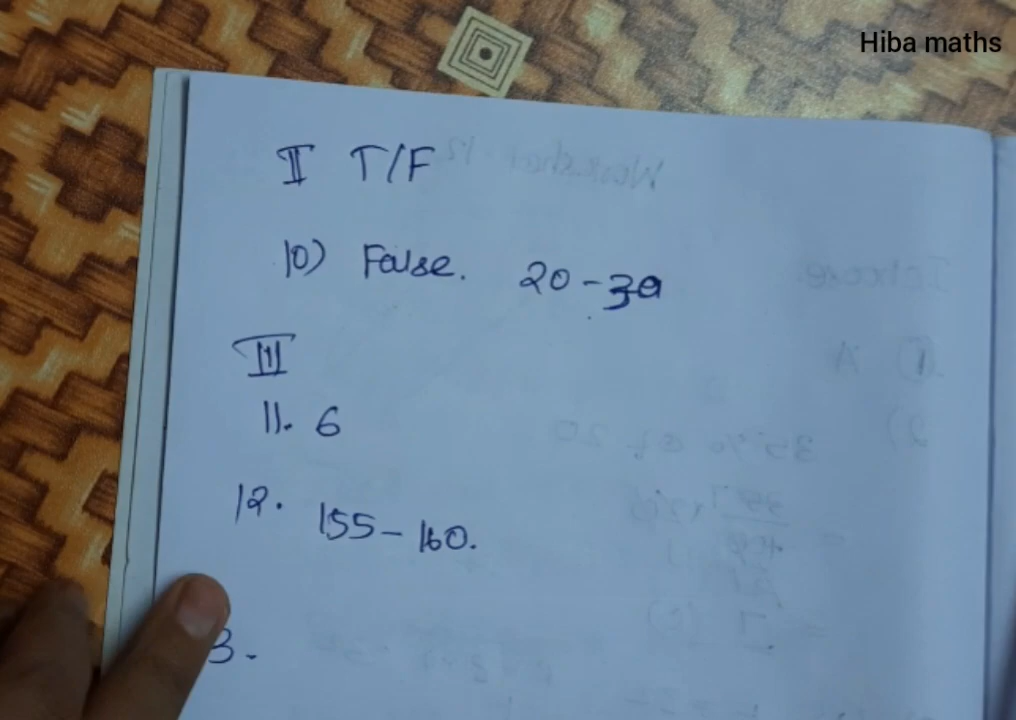 Hiba maths
II T/F
10) False. 20-30
III
11. 6
12. 155-160.
3.